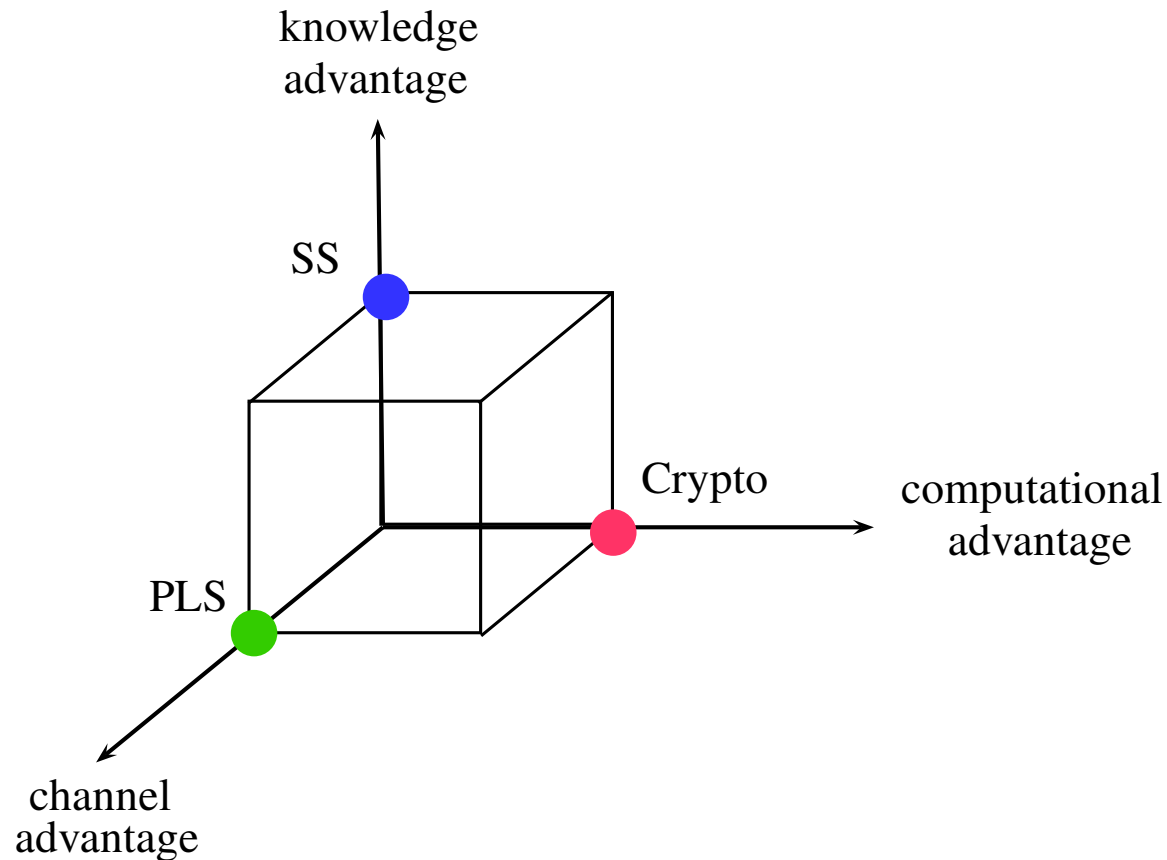 knowledge
advantage
SS
Crypto
computational
advantage
PLS
channel
advantage